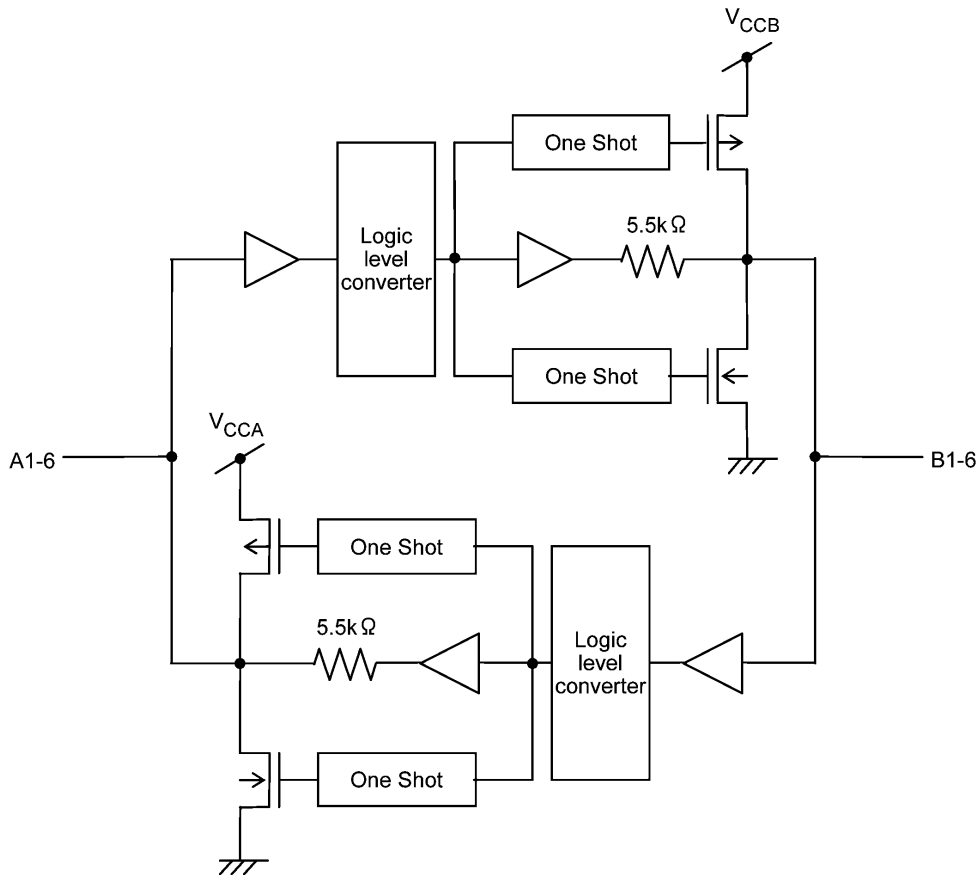 VCCB
One Shot
Logic
level
converter
5.5kΩ
One Shot
VCCA
A1-6
B1-6
One Shot
5.5kΩ
Logic
level
converter
One Shot